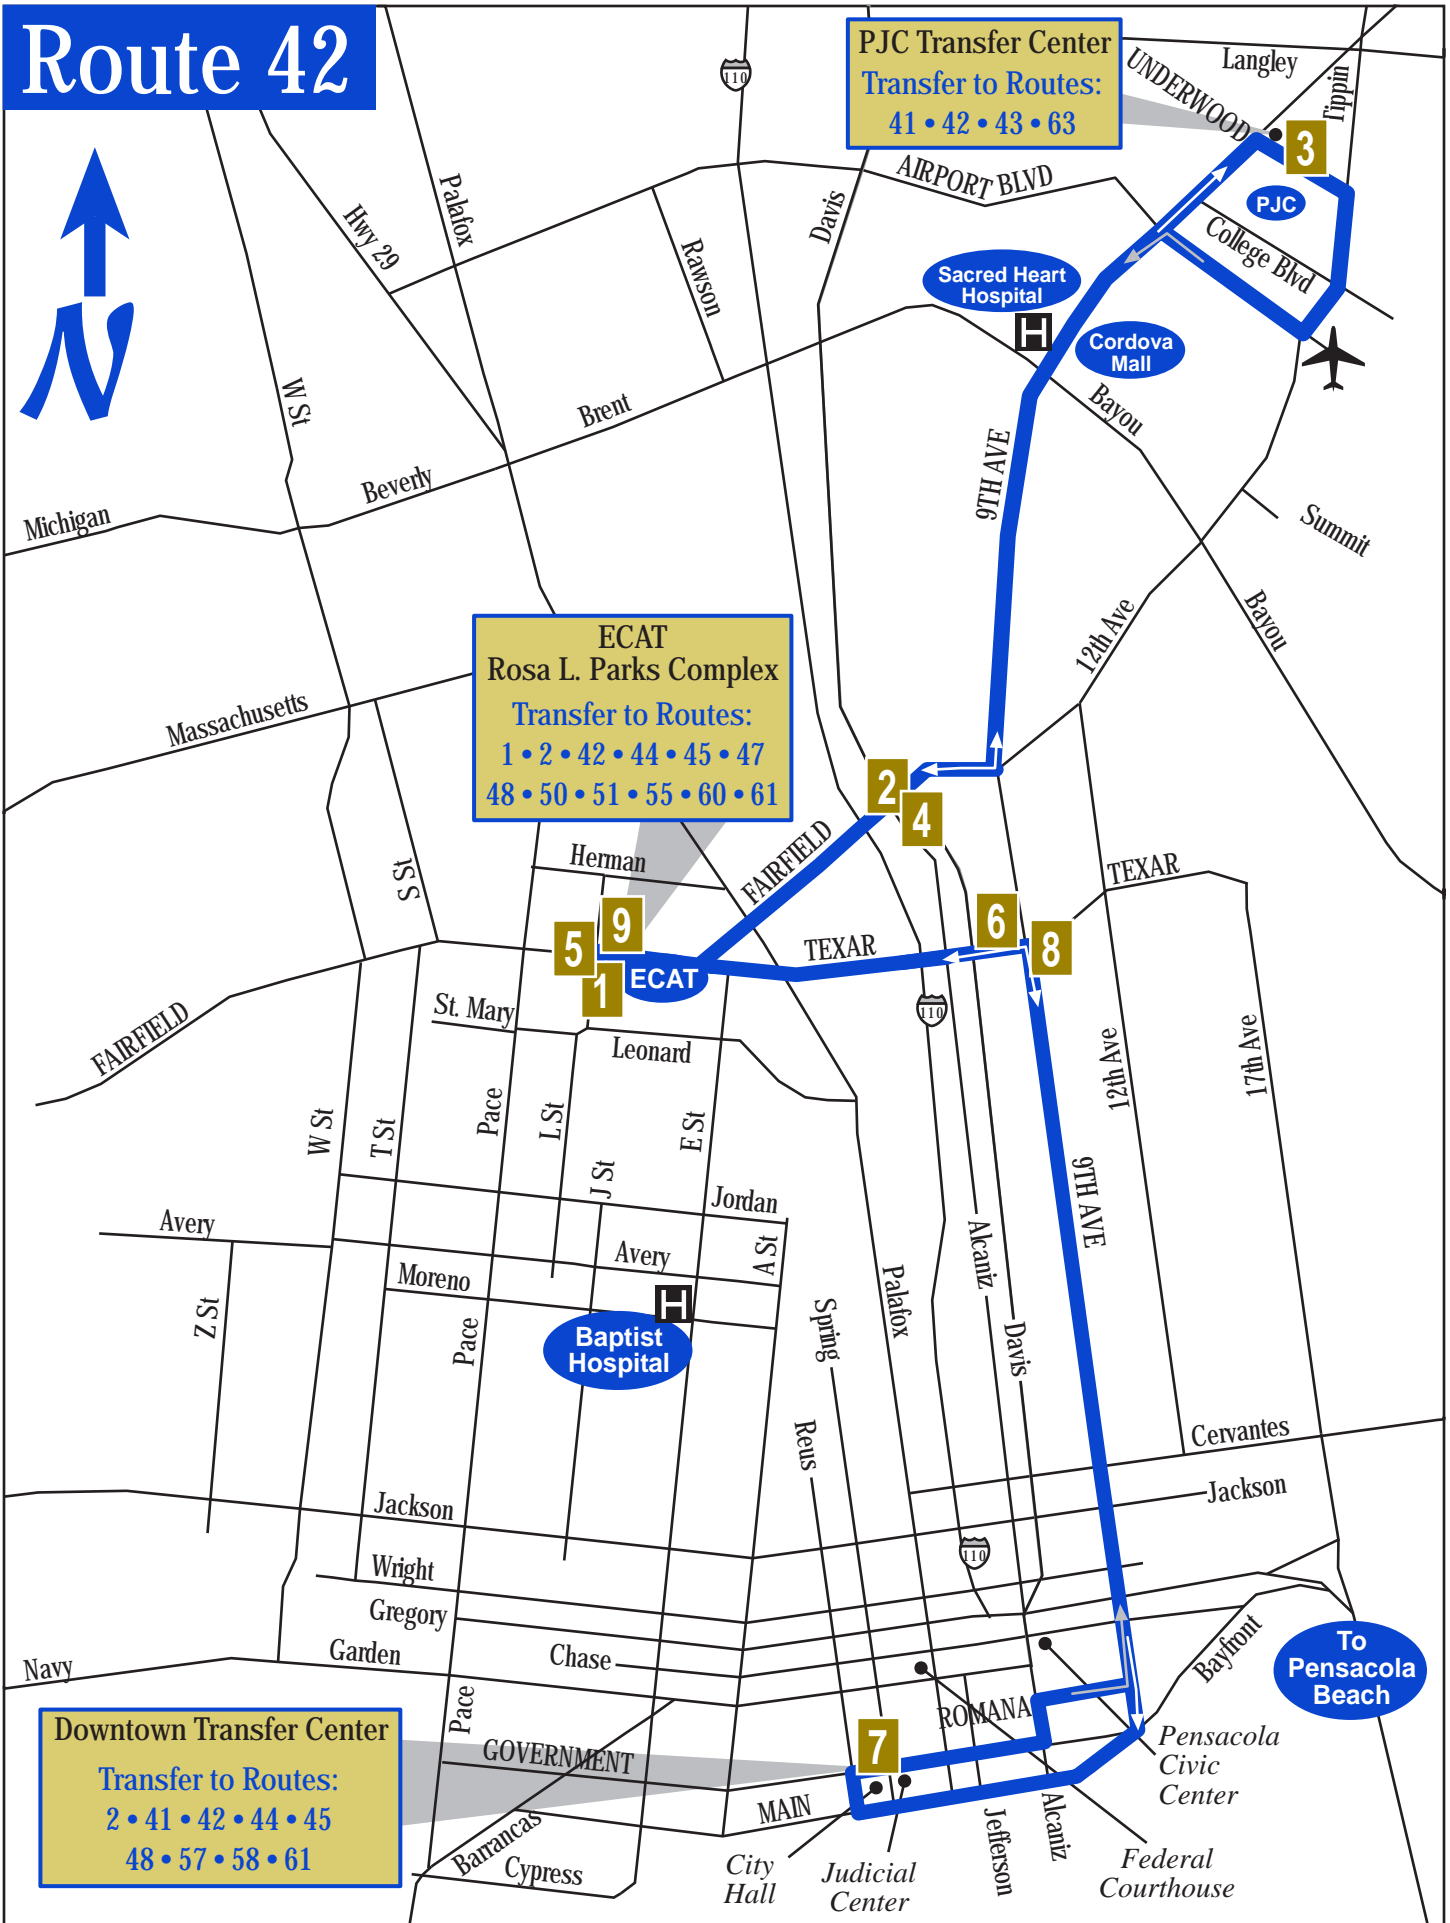 Route 42
PJC Transfer Center
Transfer to Routes:
41 • 42 • 43 • 63
Langley
UNDERWOOD
Tippin
110
3
PJC
AIRPORT BLVD
College Blvd
Palafox
Hwy 29
Davis
Rawson
Sacred Heart
Hospital
H
Cordova
Mall
N
W St
Brent
Bayou
Beverly
9TH AVE
Michigan
Summit
12th Ave
Bayou
ECAT
Rosa L. Parks Complex
Transfer to Routes:
1 • 2 • 42 • 44 • 45 • 47
48 • 50 • 51 • 55 • 60 • 61
Massachusetts
2
4
S St
Herman
FAIRFIELD
TEXAR
9
5
6
8
TEXAR
1
ECAT
110
St. Mary
FAIRFIELD
Leonard
12th Ave
17th Ave
W St
T St
Pace
L St
E St
J St
9TH AVE
Jordan
Avery
Avery
A St
Alcaniz
Moreno
H
Palafox
Z St
Pace
Baptist
Hospital
Spring
Davis
Reus
Cervantes
Jackson
Jackson
110
Wright
Gregory
Garden
Chase
Navy
Bayfront
To
Pensacola
Beach
Pace
ROMANA
Downtown Transfer Center
Transfer to Routes:
2 • 41 • 42 • 44 • 45
48 • 57 • 58 • 61
GOVERNMENT
7
Pensacola
Civic
Center
MAIN
Barrancas
Cypress
City
Hall
Judicial
Center
Jefferson
Alcaniz
Federal
Courthouse